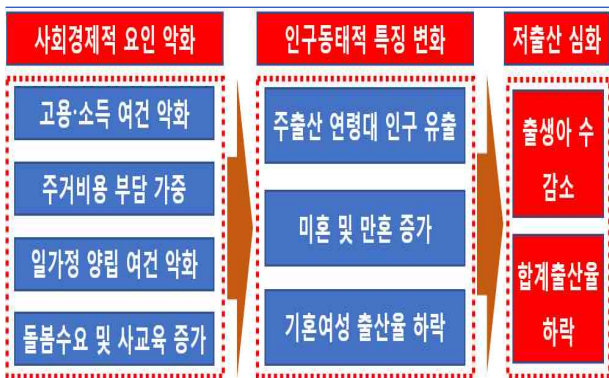 사회경제적 요인 악화
고용·소득 여건 악화
주거비용 부담 가중
일가정 양립 여건 악화
돌봄수요 및 사교육 증가
인구동태적 특징 변화
주출산 연령대 인구 유출
미혼 및 만혼 증가
기혼여성 출산율 하락
저출산 심화
출생아 수
감소
합계출산율
하락